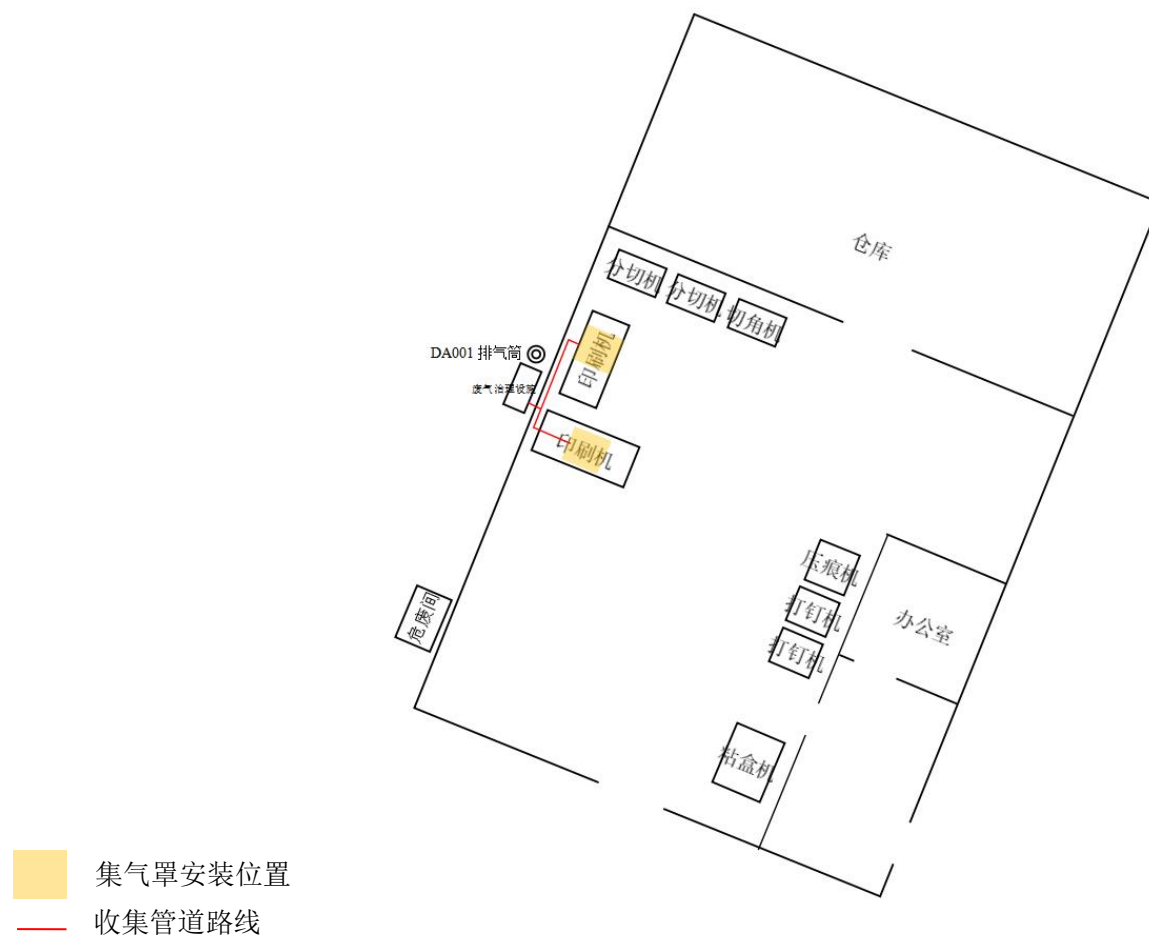 仓库
分切机
分切机
切角机
印刷机
DA001 排气筒
废气治理设施
印刷机
压痕机
打钉机
打钉机
办公室
危废间
粘盒机
集气罩安装位置
收集管道路线